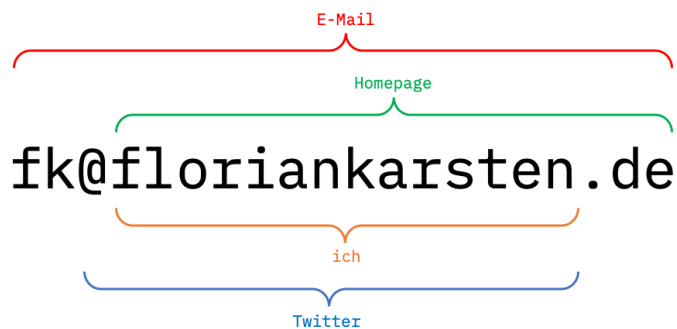 E-Mail
Homepage
fk@floriankarsten.de
ich
Twitter